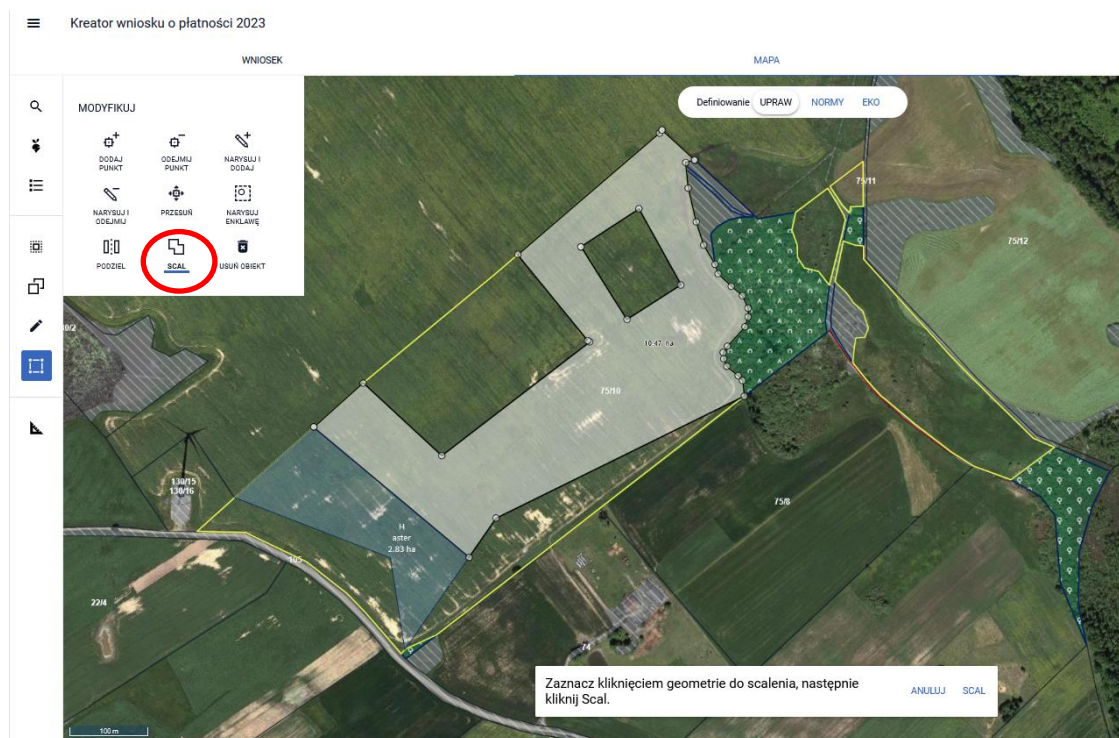 Kreator wniosku o płatności 2023
WNIOSEK
MAPA
MODYFIKUJ
DODAJ
PUNKT
ODEJMIJ
PUNKT
NARYSUJ I
DODAJ
NARYSUJ I
ODEJMIJ
PRZESUŃ
NARYSUJ
ENKLAWĘ
PODZIEL
SCAL
USUŃ OBIEKT
Definiowanie
UPRAW
NORMY
EKO
75/11
75/12
10.47 ha
75/10
130/15
130/16
H
aster
2.83 ha
75/8
105
22/4
74
Zaznacz kliknięciem geometrie do scalenia, następnie
kliknij Scal.
ANULUJ
SCAL
100 m